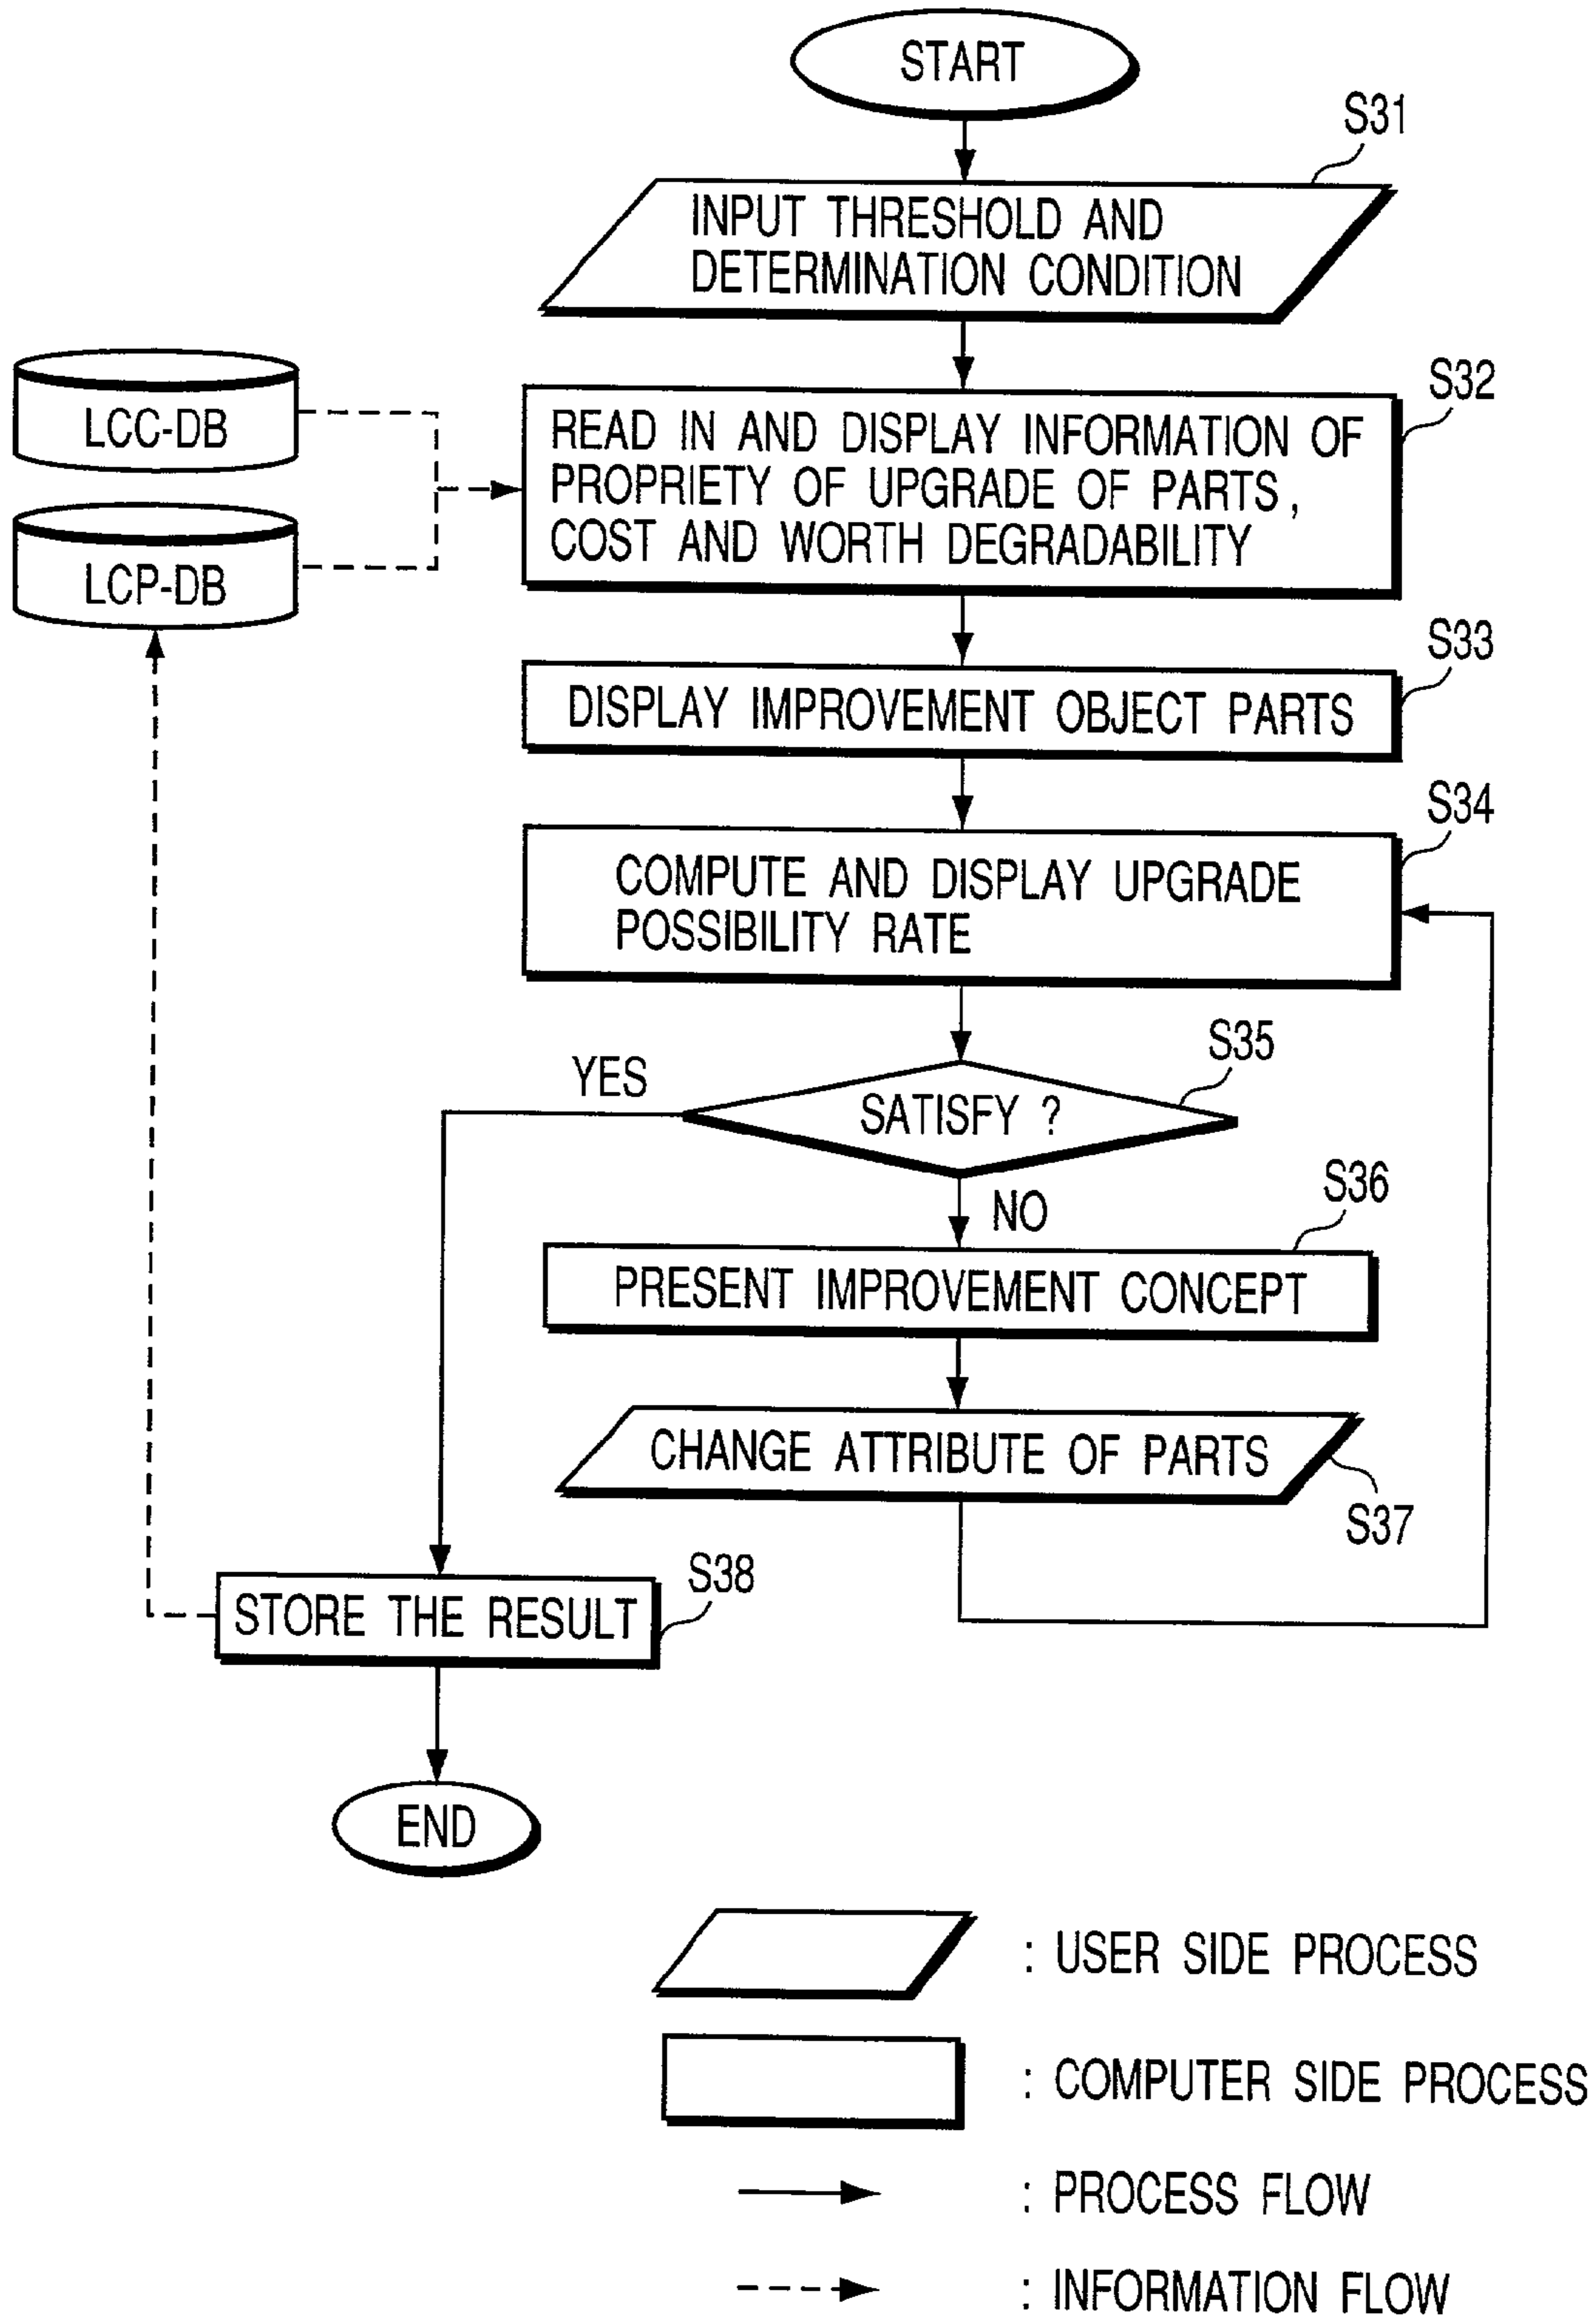 START
S31
INPUT THRESHOLD AND
DETERMINATION CONDITION
S32
LCC-DB
READ IN AND DISPLAY INFORMATION OF
PROPRIETY OF UPGRADE OF PARTS,
COST AND WORTH DEGRADABILITY
LCP-DB
S33
DISPLAY IMPROVEMENT OBJECT PARTS
S34
COMPUTE AND DISPLAY UPGRADE
POSSIBILITY RATE
S35
YES
SATISFY ?
S36
NO
PRESENT IMPROVEMENT CONCEPT
CHANGE ATTRIBUTE OF PARTS
S37
S38
STORE THE RESULT
END
: USER SIDE PROCESS
: COMPUTER SIDE PROCESS
: PROCESS FLOW
: INFORMATION FLOW